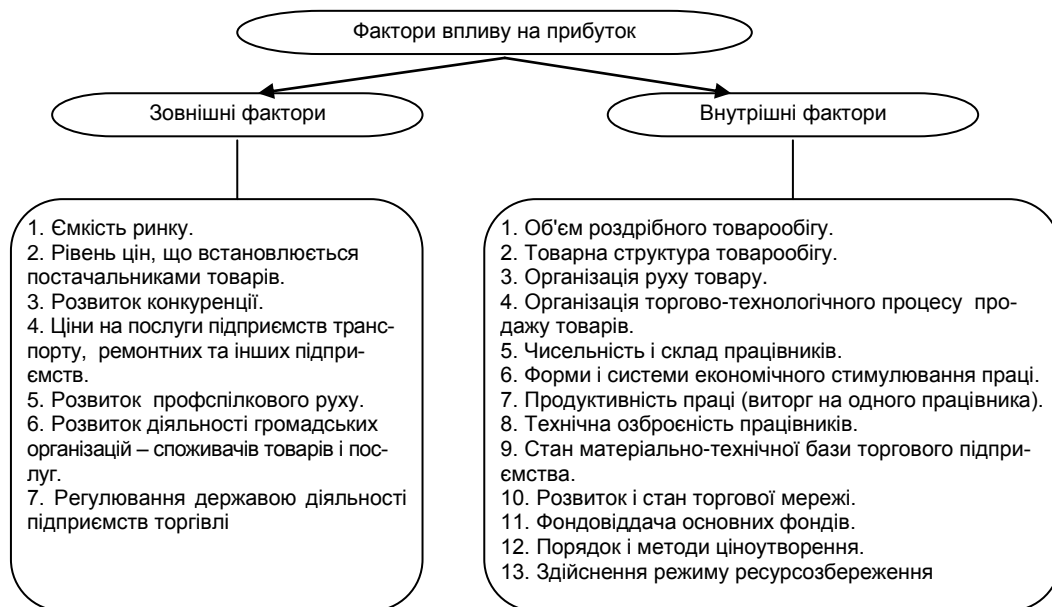 Фактори впливу на прибуток
Зовнішні фактори
Внутрішні фактори
1. Ємкість ринку.
2. Рівень цін, що встановлюється
постачальниками товарів.
3. Розвиток конкуренції.
4. Ціни на послуги підприємств транс-
порту, ремонтних та інших підпри-
ємств.
5. Розвиток профспілкового руху.
6. Розвиток діяльності громадських
організацій – споживачів товарів і пос-
луг.
7. Регулювання державою діяльності
підприємств торгівлі
1. Об'єм роздрібного товарообігу.
2. Товарна структура товарообігу.
3. Організація руху товару.
4. Організація торгово-технологічного процесу про-
дажу товарів.
5. Чисельність і склад працівників.
6. Форми і системи економічного стимулювання праці.
7. Продуктивність праці (виторг на одного працівника).
8. Технічна озброєність працівників.
9. Стан матеріально-технічної бази торгового підпри-
ємства.
10. Розвиток і стан торгової мережі.
11. Фондовіддача основних фондів.
12. Порядок і методи ціноутворення.
13. Здійснення режиму ресурсозбереження